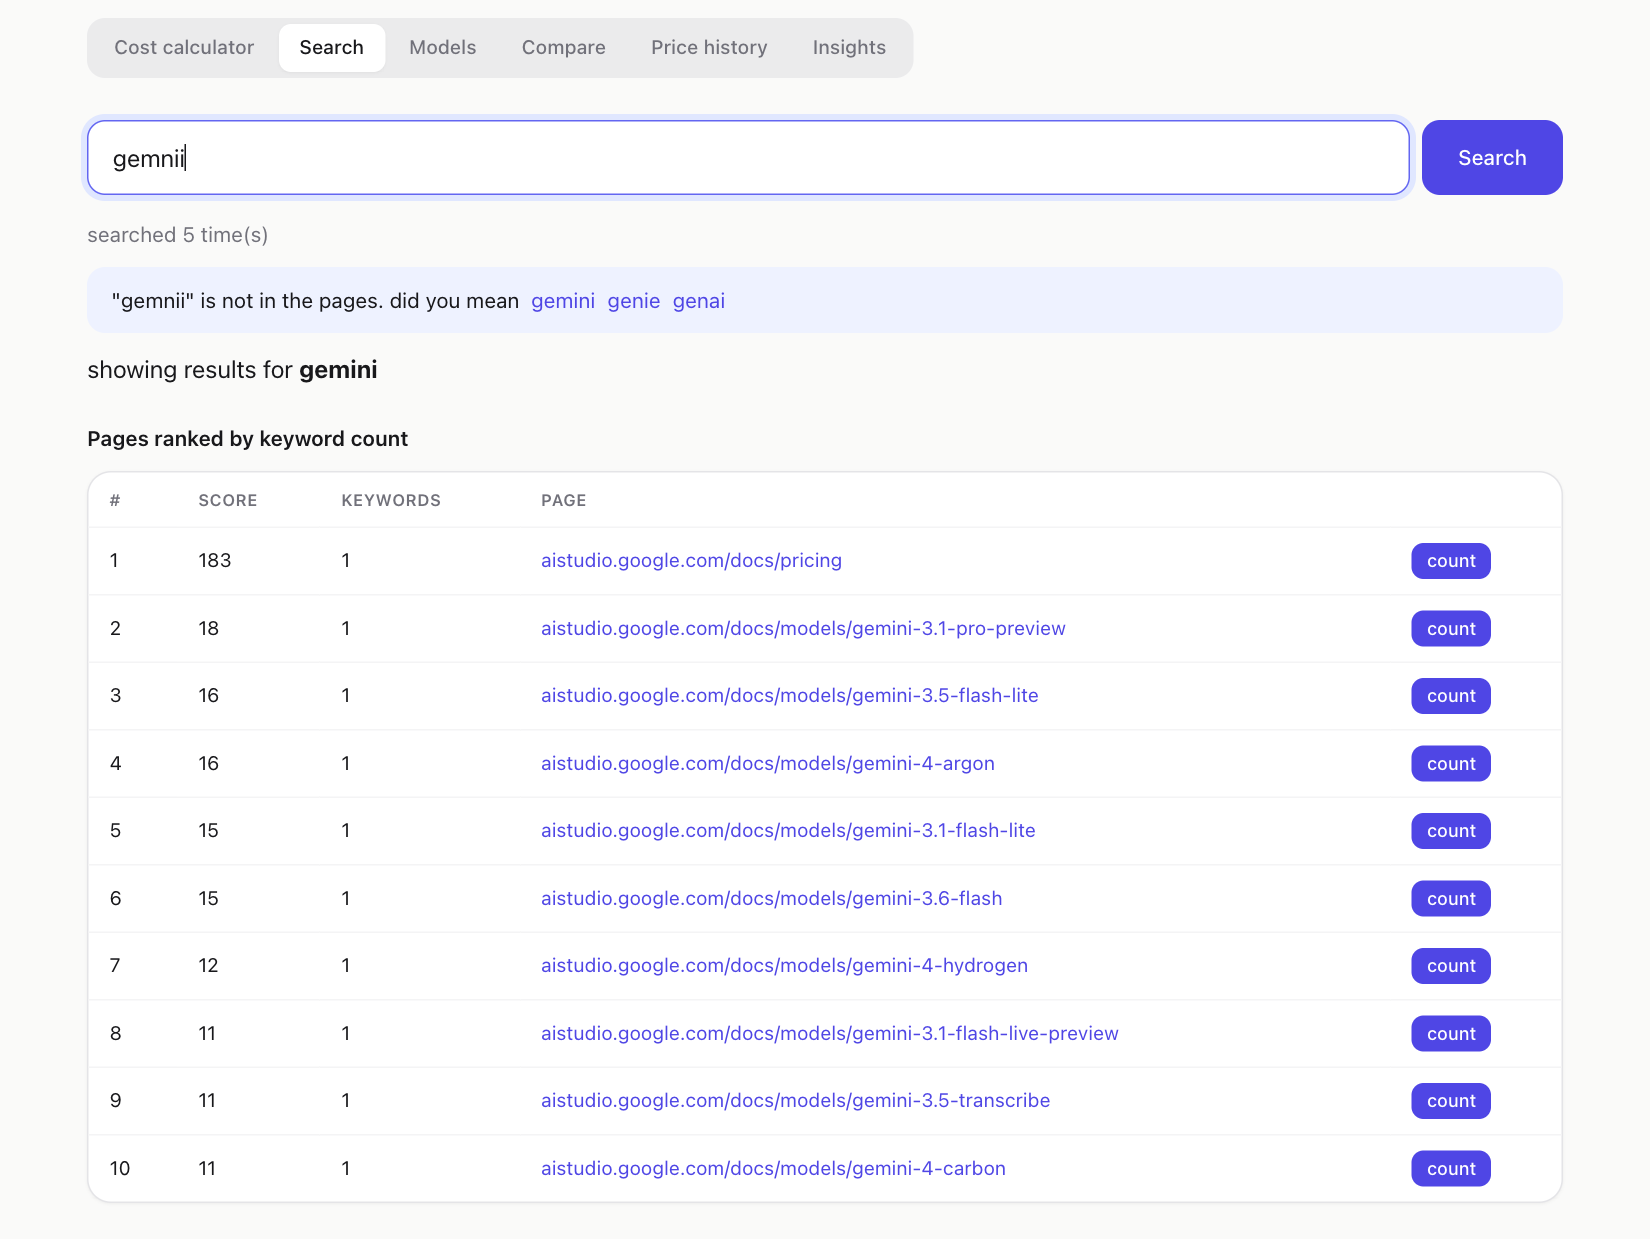 Cost calculator Search Models Compare Price history Insights
gemnii Search
searched 5 time(s)
"gemnii" is not in the pages. did you mean gemini genie genai
showing results for gemini
Pages ranked by keyword count
# SCORE KEYWORDS PAGE
1 183 1 aistudio.google.com/docs/pricing count
2 18 1 aistudio.google.com/docs/models/gemini-3.1-pro-preview count
3 16 1 aistudio.google.com/docs/models/gemini-3.5-flash-lite count
4 16 1 aistudio.google.com/docs/models/gemini-4-argon count
5 15 1 aistudio.google.com/docs/models/gemini-3.1-flash-lite count
6 15 1 aistudio.google.com/docs/models/gemini-3.6-flash count
7 12 1 aistudio.google.com/docs/models/gemini-4-hydrogen count
8 11 1 aistudio.google.com/docs/models/gemini-3.1-flash-live-preview count
9 11 1 aistudio.google.com/docs/models/gemini-3.5-transcribe count
10 11 1 aistudio.google.com/docs/models/gemini-4-carbon count